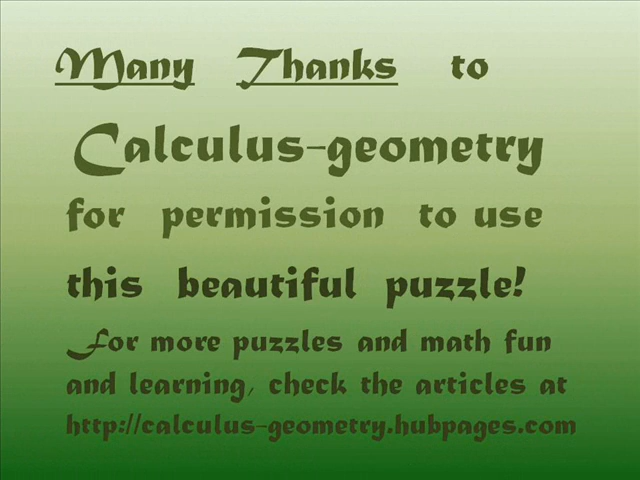 Many Thanks to
Calculus-geometry
for permission to use
this beautiful puzzle!
For more puzzles and math fun
and learning, check the articles at
http://calculus-geometry.hubpages.com